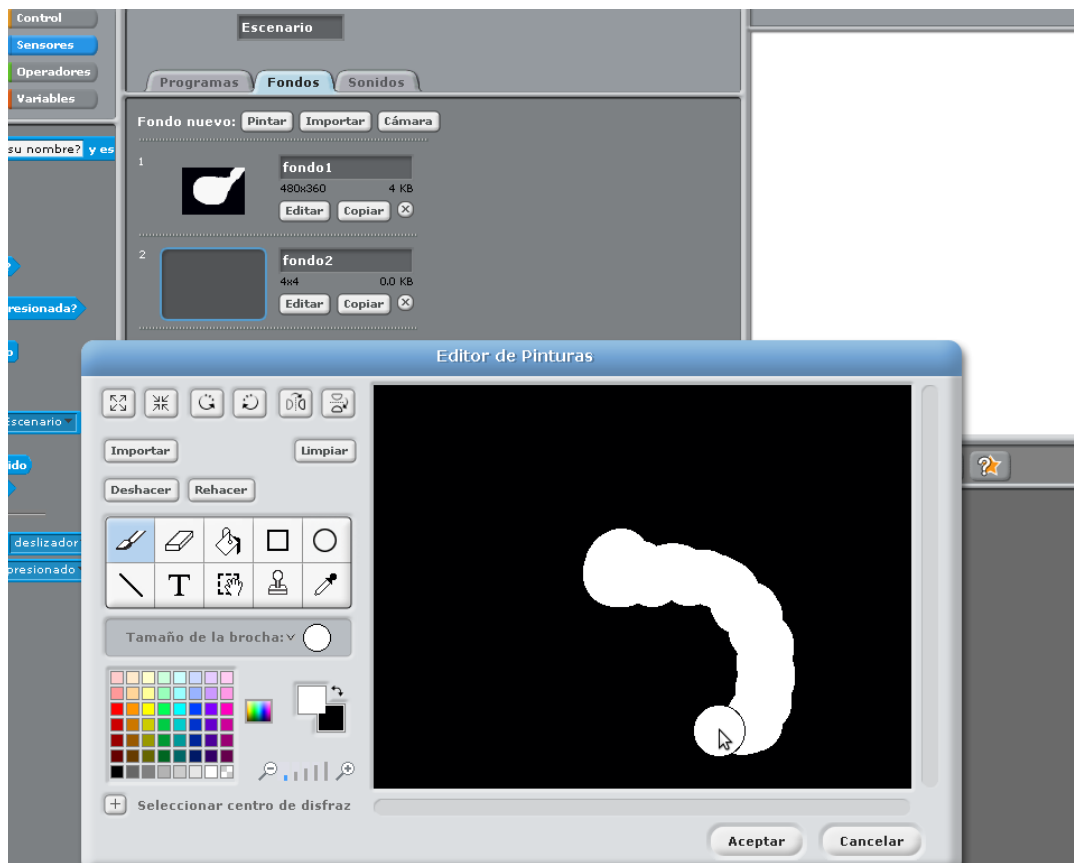 Control
Sensores
Operadores
Variables
su nombre? y es
resionada?
o
Escenario
ido
deslizador
presionado
Escenario
Programas Fondos Sonidos
Fondo nuevo: Pintar Importar Cámara
1
fondo1
480x360 4 KB
Editar Copiar
2
fondo2
4x4 0.0 KB
Editar Copiar
Editor de Pinturas
Importar Limpiar
Deshacer Rehacer
T
Tamaño de la brocha:
Seleccionar centro de disfraz
Aceptar Cancelar